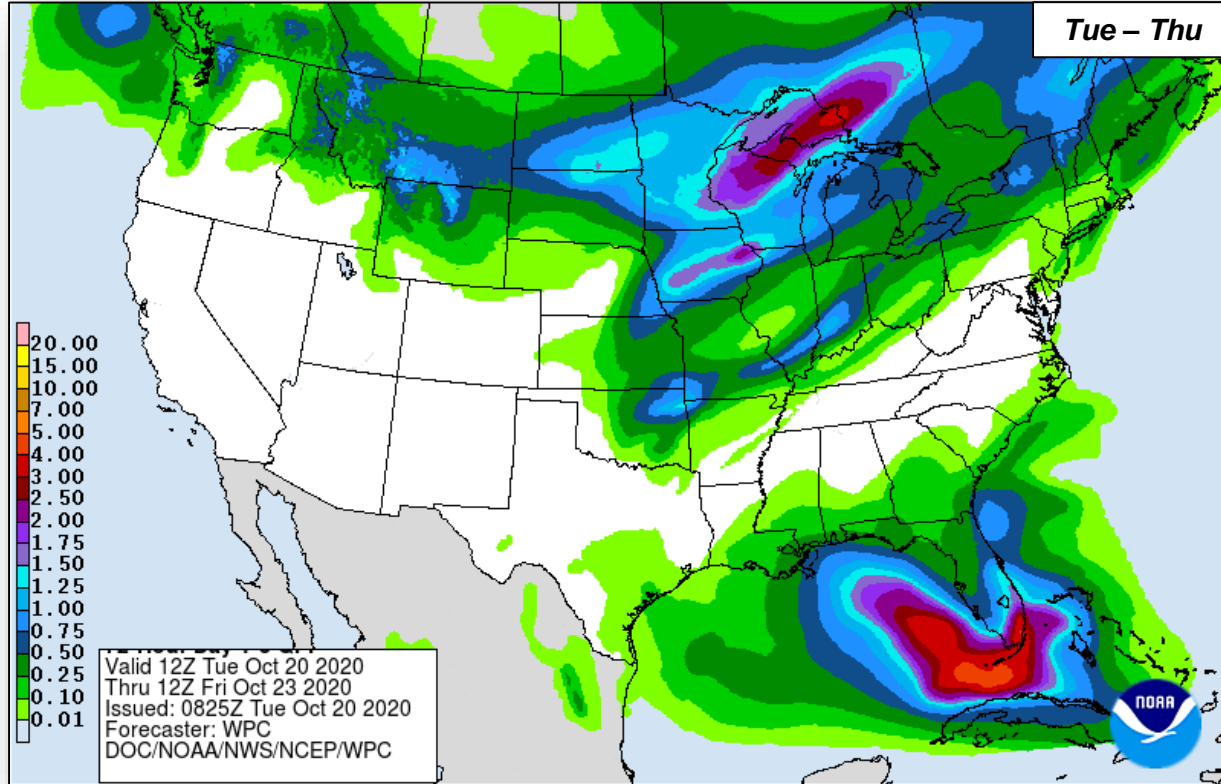 Tue – Thu
20.00
15.00
10.00
7.00
5.00
4.00
3.00
2.50
2.00
1.75
1.50
1.25
1.00
0.75
0.50
0.25
0.10
0.01
Valid 12Z Tue Oct 20 2020
Thru 12Z Fri Oct 23 2020
Issued: 0825Z Tue Oct 20 2020
Forecaster: WPC
DOC/NOAA/NWS/NCEP/WPC
NOAA